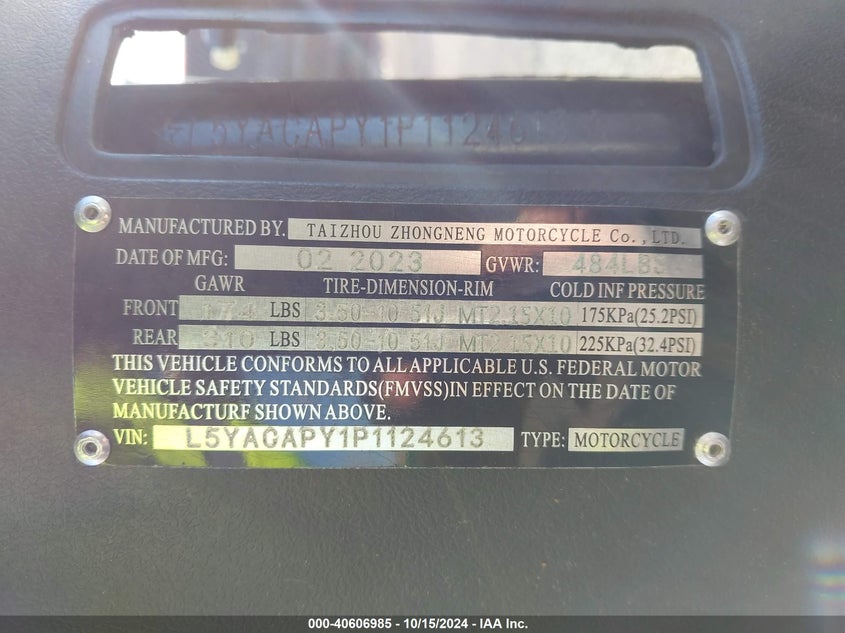 L5YACAPY1P11246
MANUFACTURED BY. TAIZHOU ZHONGNENG MOTORCYCLE Co.,LTD.
DATE OF MFG: 02 2023 GVWR: 484LBS
GAWR TIRE-DIMENSION-RIM COLD INF PRESSURE
FRONT 174 LBS 3.50-10 51J MT2.15X10 175KPa(25.2PSI)
REAR 310 LBS 3.50-10 51J MT2.15X10 225KPa(32.4PSI)
THIS VEHICLE CONFORMS TO ALL APPLICABLE U.S. FEDERAL MOTOR
VEHICLE SAFETY STANDARDS(FMVSS)IN EFFECT ON THE DATE OF
MANUFACTURF SHOWN ABOVE.
VIN: L5YACAPY1P1124613 TYPE: MOTORCYCLE
000-40606985 - 10/15/2024 - IAA Inc.